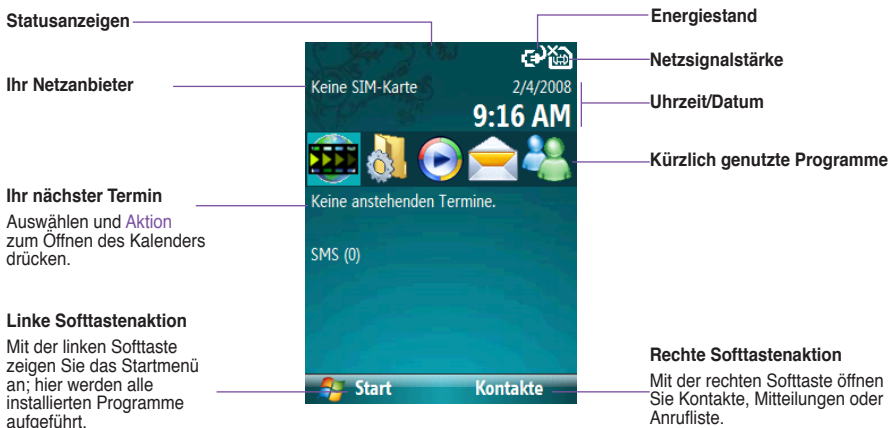 Statusanzeigen
Energiestand
Netzsignalstärke
Ihr Netzanbieter
Keine SIM-Karte
2/4/2008
9:16 AM
Uhrzeit/Datum
Kürzlich genutzte Programme
Ihr nächster Termin
Auswählen und Aktion
zum Öffnen des Kalenders
drücken.
Keine anstehenden Termine.
SMS (0)
Linke Softtastenaktion
Mit der linken Softtaste
zeigen Sie das Startmenü
an; hier werden alle
installierten Programme
aufgeführt.
Start
Kontakte
Rechte Softtastenaktion
Mit der rechten Softtaste öffnen
Sie Kontakte, Mitteilungen oder
Anrufliste.